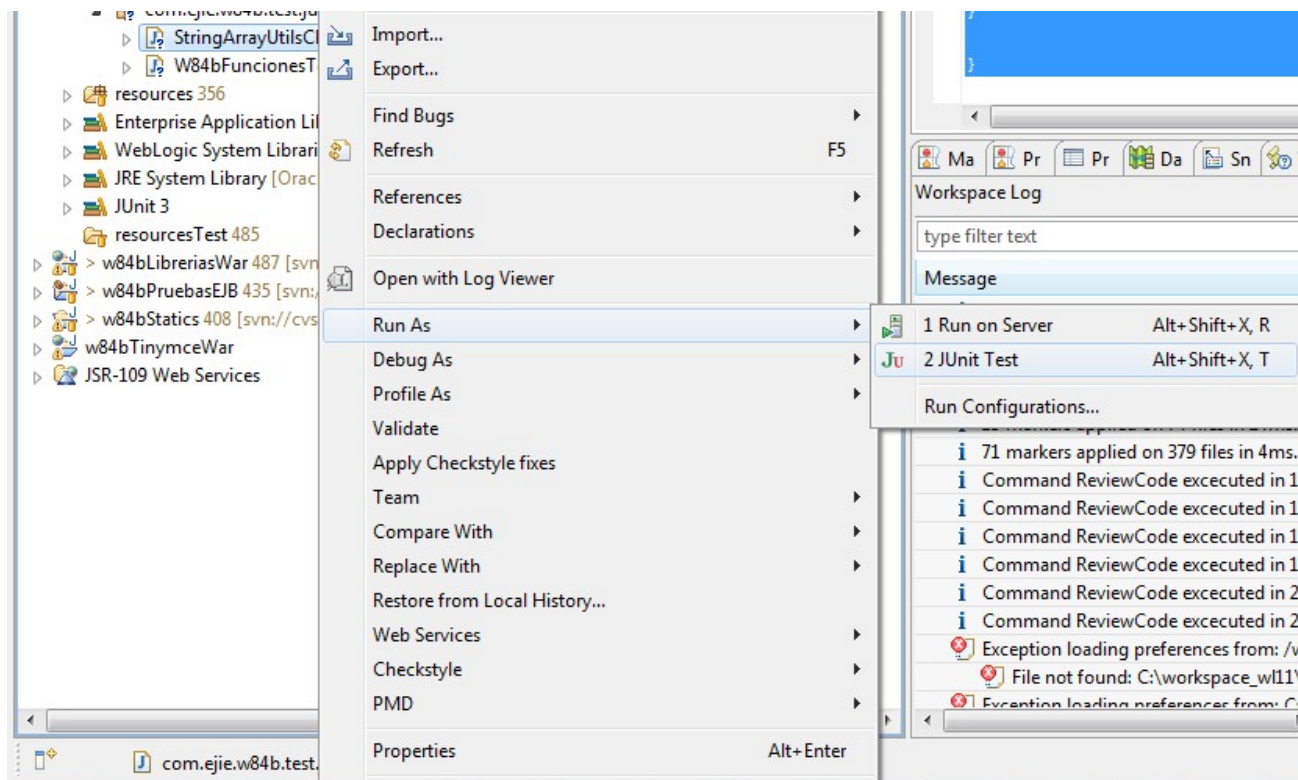 StringArrayUtilsCl
W84bFuncionesT
resources 356
Enterprise Application Lil
WebLogic System Librari
JRE System Library [Orac
JUnit 3
resourcesTest 485
> w84bLibreriasWar 487 [svn
> w84bPruebasEJB 435 [svn:/
> w84bStatics 408 [svn://cvs
w84bTinymceWar
JSR-109 Web Services
com.ejie.w84b.test.
Import...
Export...
Find Bugs
Refresh F5
References
Declarations
Open with Log Viewer
Run As
Debug As
Profile As
Validate
Apply Checkstyle fixes
Team
Compare With
Replace With
Restore from Local History...
Web Services
Checkstyle
PMD
Properties Alt+Enter
1 Run on Server Alt+Shift+X, R
2 JUnit Test Alt+Shift+X, T
Run Configurations...
}
}
Ma Pr Pr Da Sn
Workspace Log
type filter text
Message
71 markers applied on 379 files in 4ms.
Command ReviewCode excecuted in 1
Command ReviewCode excecuted in 1
Command ReviewCode excecuted in 1
Command ReviewCode excecuted in 1
Command ReviewCode excecuted in 2
Command ReviewCode excecuted in 2
Exception loading preferences from: /v
File not found: C:\workspace_wl11\
Exception loading preferences from: C: